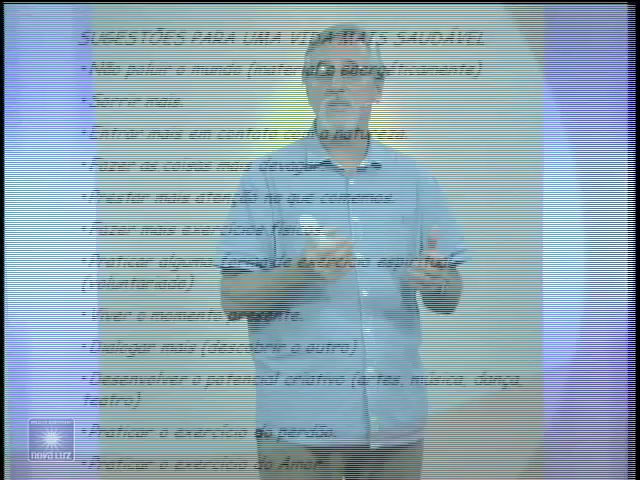 SUGESTÕES PARA UMA VIDA MAIS SAUDÁVEL
•Não poluir o mundo (material e energéticamente)
•Sorrir mais.
•Entrar mais em contato com a natureza.
•Fazer as coisas mais devagar
•Prestar mais atenção no que comemos.
•Fazer mais exercícios físicos.
•Praticar alguma forma de exercício espiritual
(voluntariado)
•Viver o momento presente.
•Dialogar mais (descobrir o outro)
•Desenvolver o potencial criativo (artes, música, dança,
teatro)
•Praticar o exercício do perdão.
•Praticar o exercício do Amor
nova LUZ